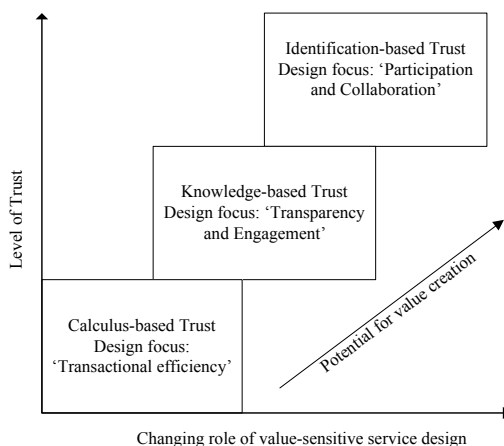 Identification-based Trust
Design focus: ‘Participation
and Collaboration’
Level of Trust
Knowledge-based Trust
Design focus: ‘Transparency
and Engagement’
Calculus-based Trust
Design focus:
‘Transactional efficiency’
Potential for value creation
Changing role of value-sensitive service design